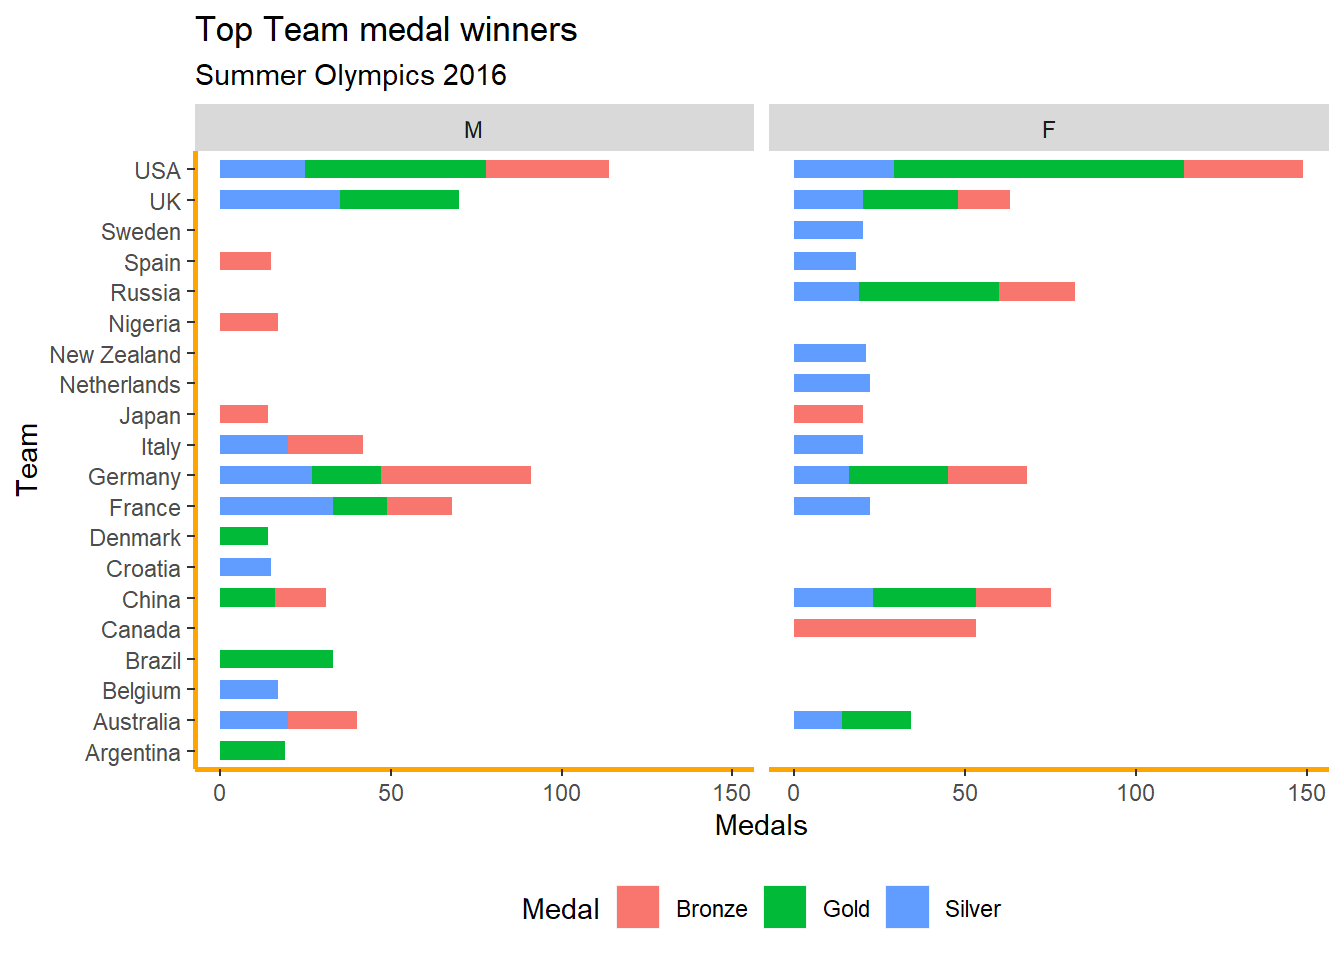 Top Team medal winners
Summer Olympics 2016
M F
USA
UK
Sweden
Spain
Russia
Nigeria
New Zealand
Netherlands
Japan
Italy
Germany
France
Denmark
Croatia
China
Canada
Brazil
Belgium
Australia
Argentina
Team
0 50 100 150 0 50 100 150
Medals
Medal Bronze Gold Silver